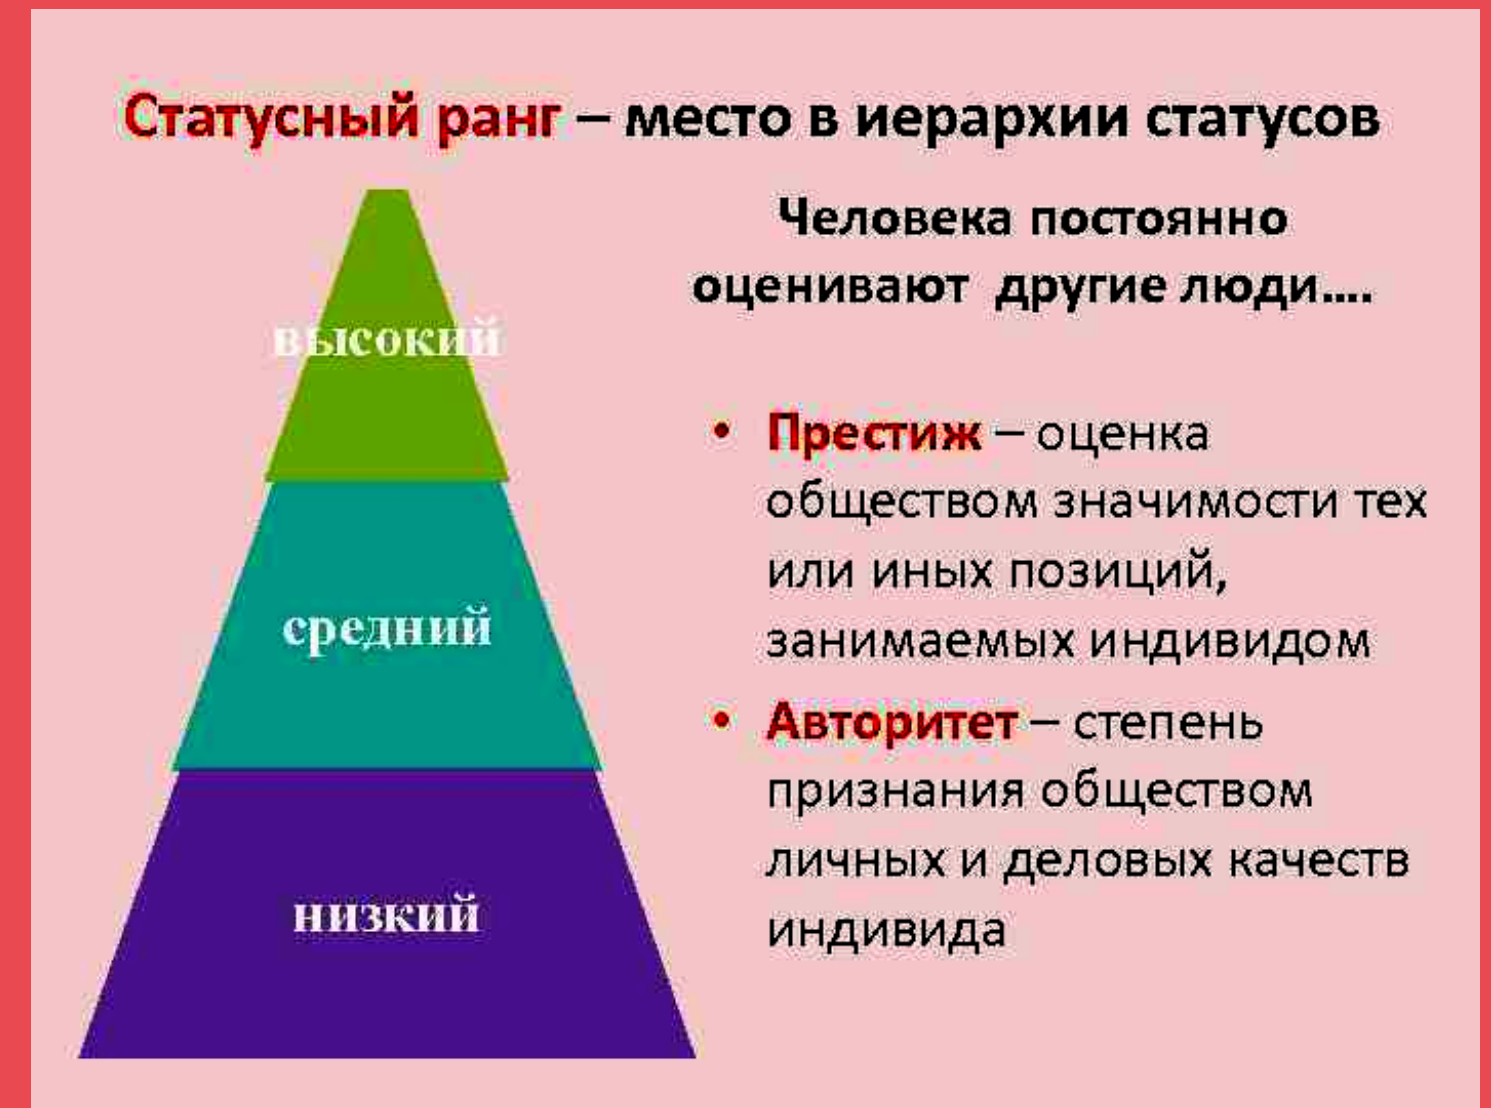 Статусный ранг – место в иерархии статусов
Человека постоянно
оценивают другие люди....
высокий
средний
низкий
• Престиж – оценка
обществом значимости тех
или иных позиций,
занимаемых индивидом
• Авторитет – степень
признания обществом
личных и деловых качеств
индивида